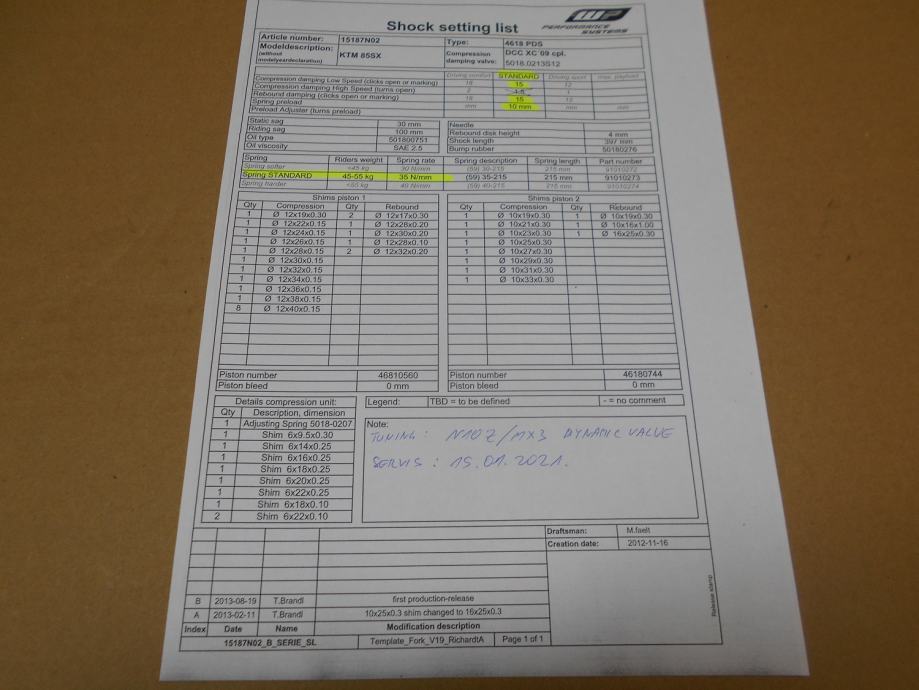 Shock setting list
WP PERFORMANCE SYSTEMS
Article number: 15187N02 Type: 4618 PDS
Modeldescription: (without modelyeardeclaration) KTM 85SX Compression damping valve: DCC XC'09 cpl. 5018.0213S12
Driving comfort STANDARD Driving sport max. payload
Compression damping Low Speed (clicks open or marking) 18 15 12
Compression damping High Speed (turns open) 2 1.5 1
Rebound damping (clicks open or marking) 18 15 12
Spring preload mm 10 mm mm mm
Preload Adjuster (turns preload)
Static sag 30 mm Needle
Riding sag 100 mm Rebound disk height 4 mm
Oil type 501800751 Shock length 397 mm
Oil viscosity SAE 2.5 Bump rubber 50180276
Spring Riders weight Spring rate Spring description Spring length Part number
Spring softer <45 kg 30 N/mm (59) 30-215 215 mm 91010272
Spring STANDARD 45-55 kg 35 N/mm (59) 35-215 215 mm 91010273
Spring harder <55 kg 40 N/mm (59) 40-215 215 mm 91010274
Shims piston 1 Shims piston 2
Qty Compression Qty Rebound Qty Compression Qty Rebound
1 Ø 12x19x0.30 2 Ø 12x17x0.30 1 Ø 10x19x0.30 1 Ø 10x19x0.30
1 Ø 12x22x0.15 1 Ø 12x28x0.20 1 Ø 10x21x0.30 1 Ø 10x16x1.00
1 Ø 12x24x0.15 1 Ø 12x30x0.20 1 Ø 10x23x0.30 1 Ø 16x25x0.30
1 Ø 12x26x0.15 1 Ø 12x28x0.10 1 Ø 10x25x0.30
1 Ø 12x28x0.15 2 Ø 12x32x0.20 1 Ø 10x27x0.30
1 Ø 12x30x0.15 1 Ø 10x29x0.30
1 Ø 12x32x0.15 1 Ø 10x31x0.30
1 Ø 12x34x0.15 1 Ø 10x33x0.30
1 Ø 12x36x0.15
1 Ø 12x38x0.15
8 Ø 12x40x0.15
Piston number 46810560 Piston number 46180744
Piston bleed 0 mm Piston bleed 0 mm
Details compression unit: Legend: TBD = to be defined - = no comment
Qty Description, dimension
1 Adjusting Spring 5018-0207
1 Shim 6x9.5x0.30
1 Shim 6x14x0.25
1 Shim 6x16x0.25
1 Shim 6x18x0.25
1 Shim 6x20x0.25
1 Shim 6x22x0.25
1 Shim 6x18x0.10
2 Shim 6x22x0.10
Note:
TUNING: N10Z/MX3 DYNAMIC VALVE
SERVIS: 15.01.2021.
Draftsman: M.faelt
Creation date: 2012-11-16
B 2013-08-19 T.Brandl first production-release
A 2013-02-11 T.Brandl 10x25x0.3 shim changed to 16x25x0.3
Index Date Name Modification description
15187N02_B_SERIE_SL Template_Fork_V19_RichardtA Page 1 of 1
Release stamp